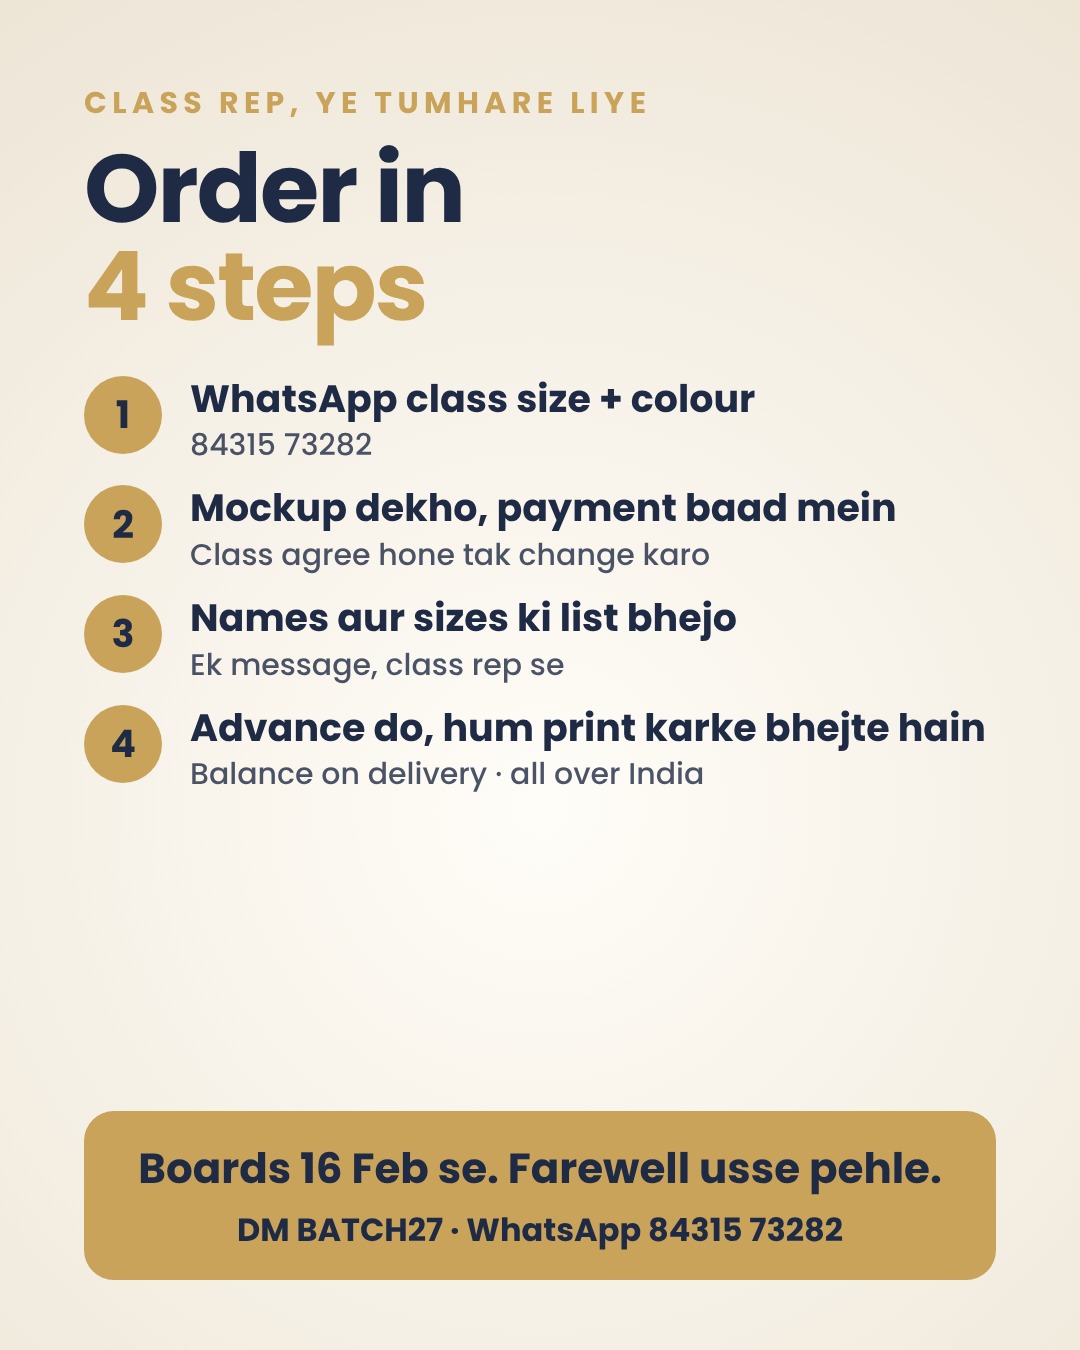 CLASS REP, YE TUMHARE LIYE
Order in
4 steps
1
WhatsApp class size + colour
84315 73282
2
Mockup dekho, payment baad mein
Class agree hone tak change karo
3
Names aur sizes ki list bhejo
Ek message, class rep se
4
Advance do, hum print karke bhejte hain
Balance on delivery · all over India
Boards 16 Feb se. Farewell usse pehle.
DM BATCH27 · WhatsApp 84315 73282